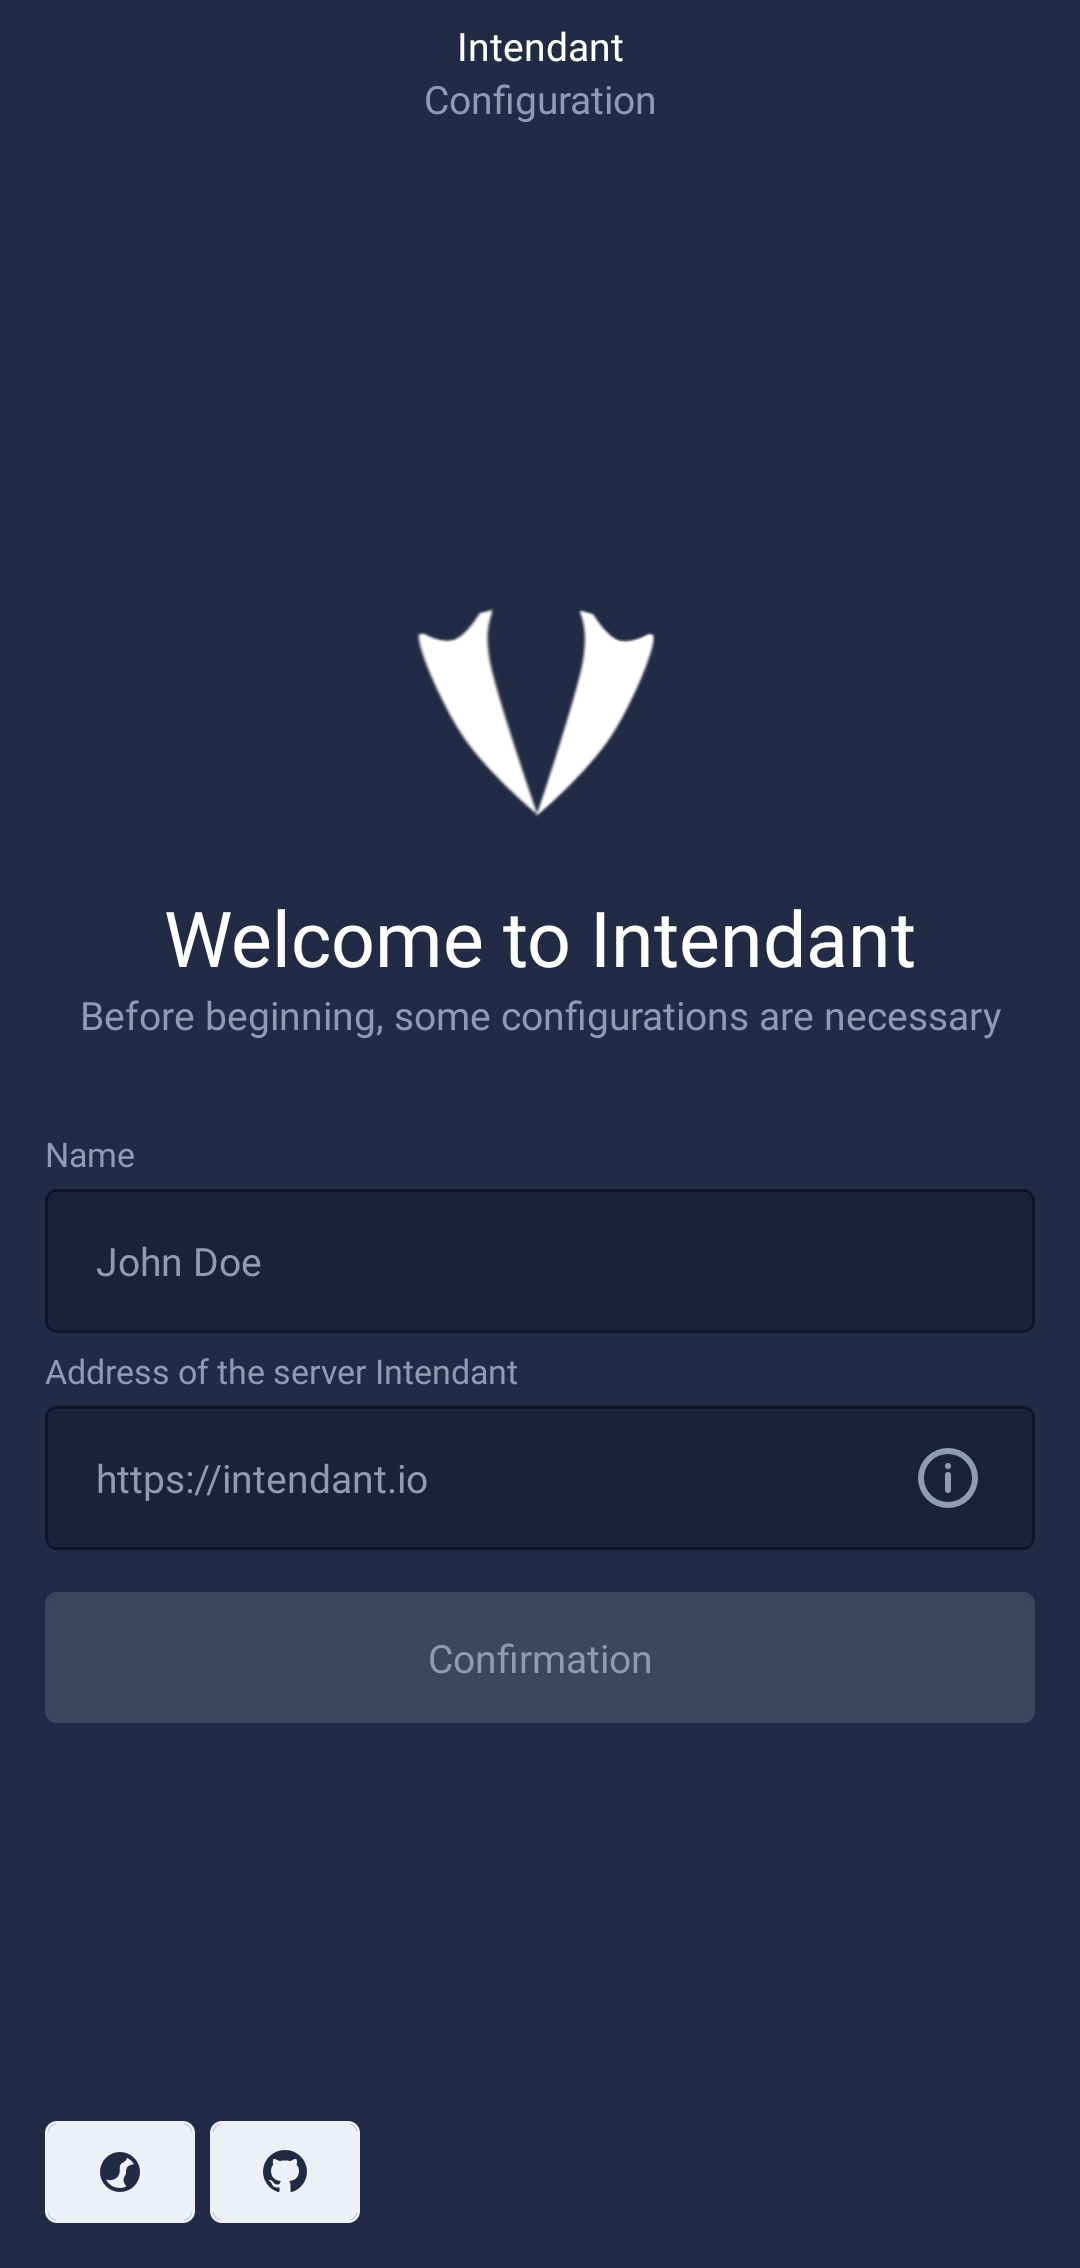 Intendant
Configuration
Welcome to Intendant
Before beginning, some configurations are necessary
Name
John Doe
Address of the server Intendant
https://intendant.io
Confirmation